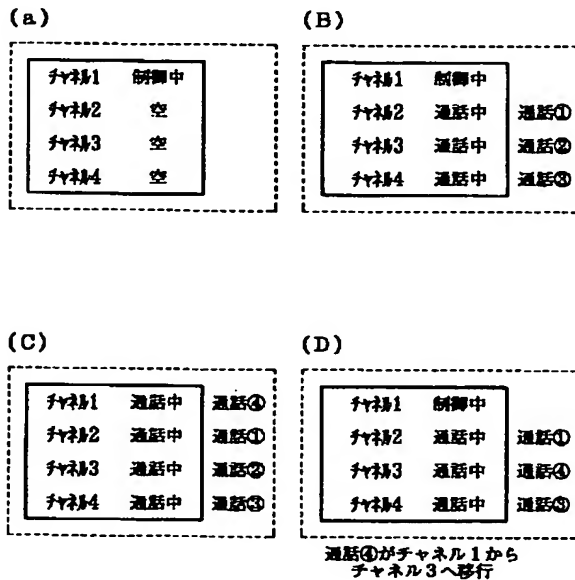 (a)
チャネル1 制御中
チャネル2 空
チャネル3 空
チャネル4 空
(B)
チャネル1 制御中
チャネル2 通話中 通話①
チャネル3 通話中 通話②
チャネル4 通話中 通話③
(C)
チャネル1 通話中 通話④
チャネル2 通話中 通話①
チャネル3 通話中 通話②
チャネル4 通話中 通話③
(D)
チャネル1 制御中
チャネル2 通話中 通話①
チャネル3 通話中 通話④
チャネル4 通話中 通話③
通話④がチャネル1から
チャネル3へ移行